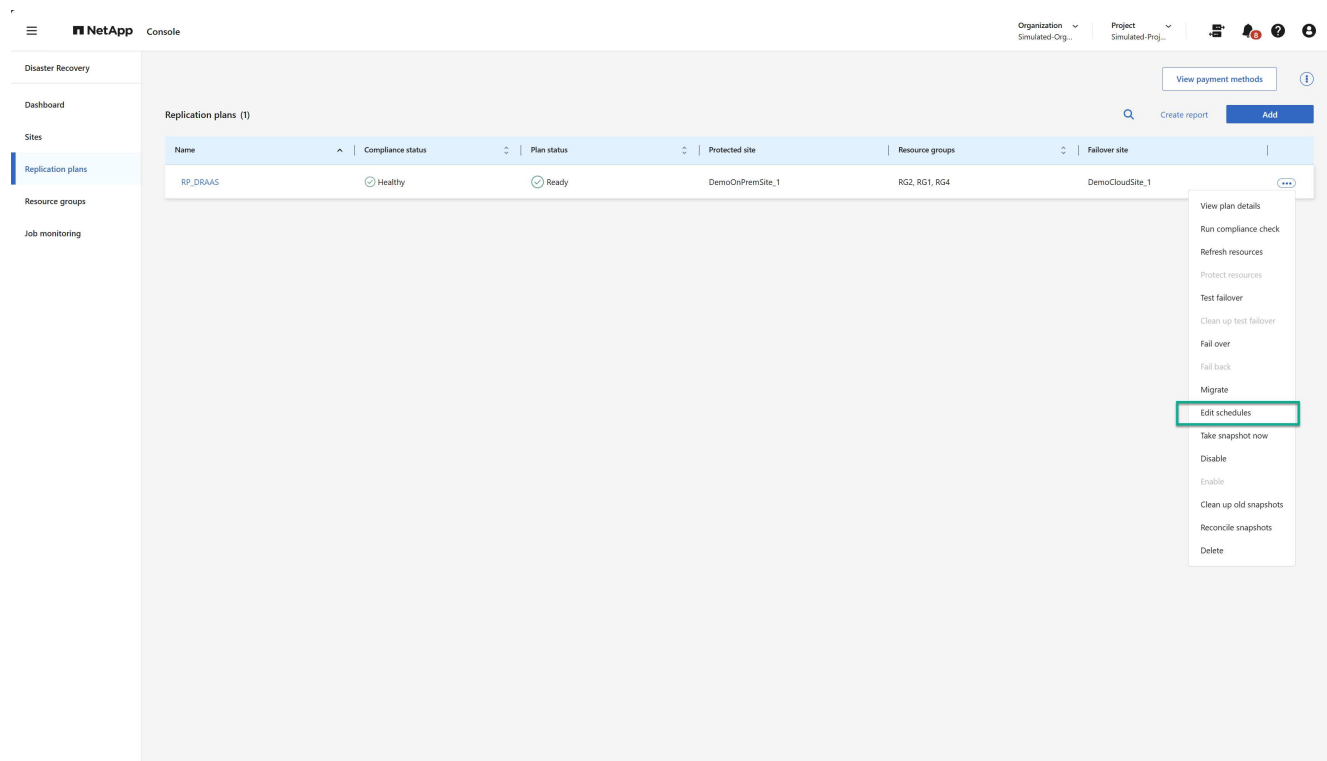 NetApp Console
Organization
Simulated-Org...
Project
Simulated-Proj...
8
Disaster Recovery
Dashboard
Sites
Replication plans
Resource groups
Job monitoring
View payment methods
Replication plans (1)
Create report
Add
Name Compliance status Plan status Protected site Resource groups Failover site
RP_DRAAS Healthy Ready DemoOnPremSite_1 RG2, RG1, RG4 DemoCloudSite_1
View plan details
Run compliance check
Refresh resources
Protect resources
Test failover
Clean up test failover
Fail over
Fail back
Migrate
Edit schedules
Take snapshot now
Disable
Enable
Clean up old snapshots
Reconcile snapshots
Delete